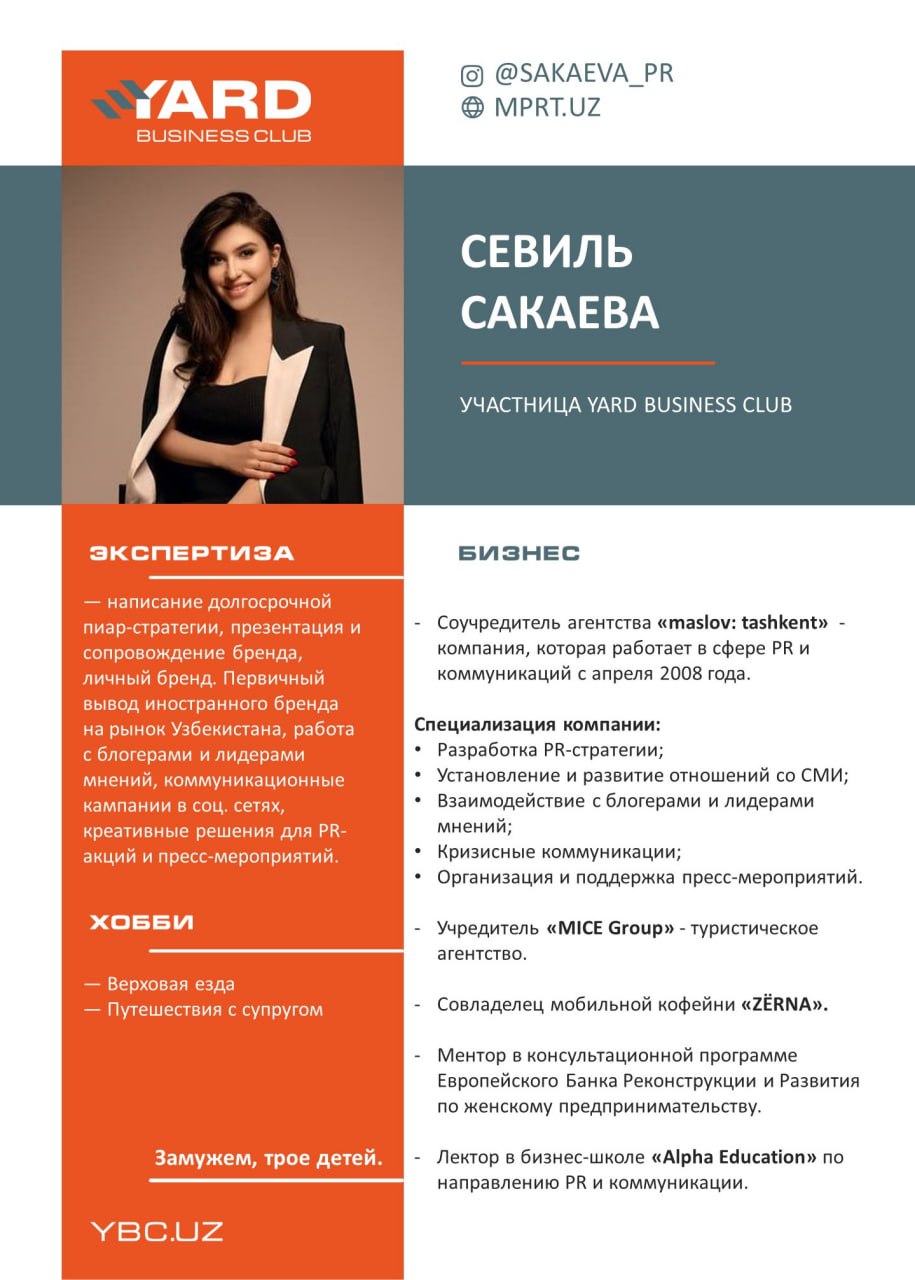 YARD
BUSINESS CLUB
@SAKAEVA_PR
MPRT.UZ
СЕВИЛЬ
САКАЕВА
УЧАСТНИЦА YARD BUSINESS CLUB
ЭКСПЕРТИЗА
— написание долгосрочной
пиар-стратегии, презентация и
сопровождение бренда,
личный бренд. Первичный
вывод иностранного бренда
на рынок Узбекистана, работа
с блогерами и лидерами
мнений, коммуникационные
кампании в соц. сетях,
креативные решения для PR-
акций и пресс-мероприятий.
ХОББИ
— Верховая езда
— Путешествия с супругом
Замужем, трое детей.
YBC.UZ
БИЗНЕС
- Соучредитель агентства «maslov: tashkent» -
компания, которая работает в сфере PR и
коммуникаций с апреля 2008 года.
Специализация компании:
• Разработка PR-стратегии;
• Установление и развитие отношений со СМИ;
• Взаимодействие с блогерами и лидерами
мнений;
• Кризисные коммуникации;
• Организация и поддержка пресс-мероприятий.
- Учредитель «MICE Group» - туристическое
агентство.
- Совладелец мобильной кофейни «ZЁRNA».
- Ментор в консультационной программе
Европейского Банка Реконструкции и Развития
по женскому предпринимательству.
- Лектор в бизнес-школе «Alpha Education» по
направлению PR и коммуникации.